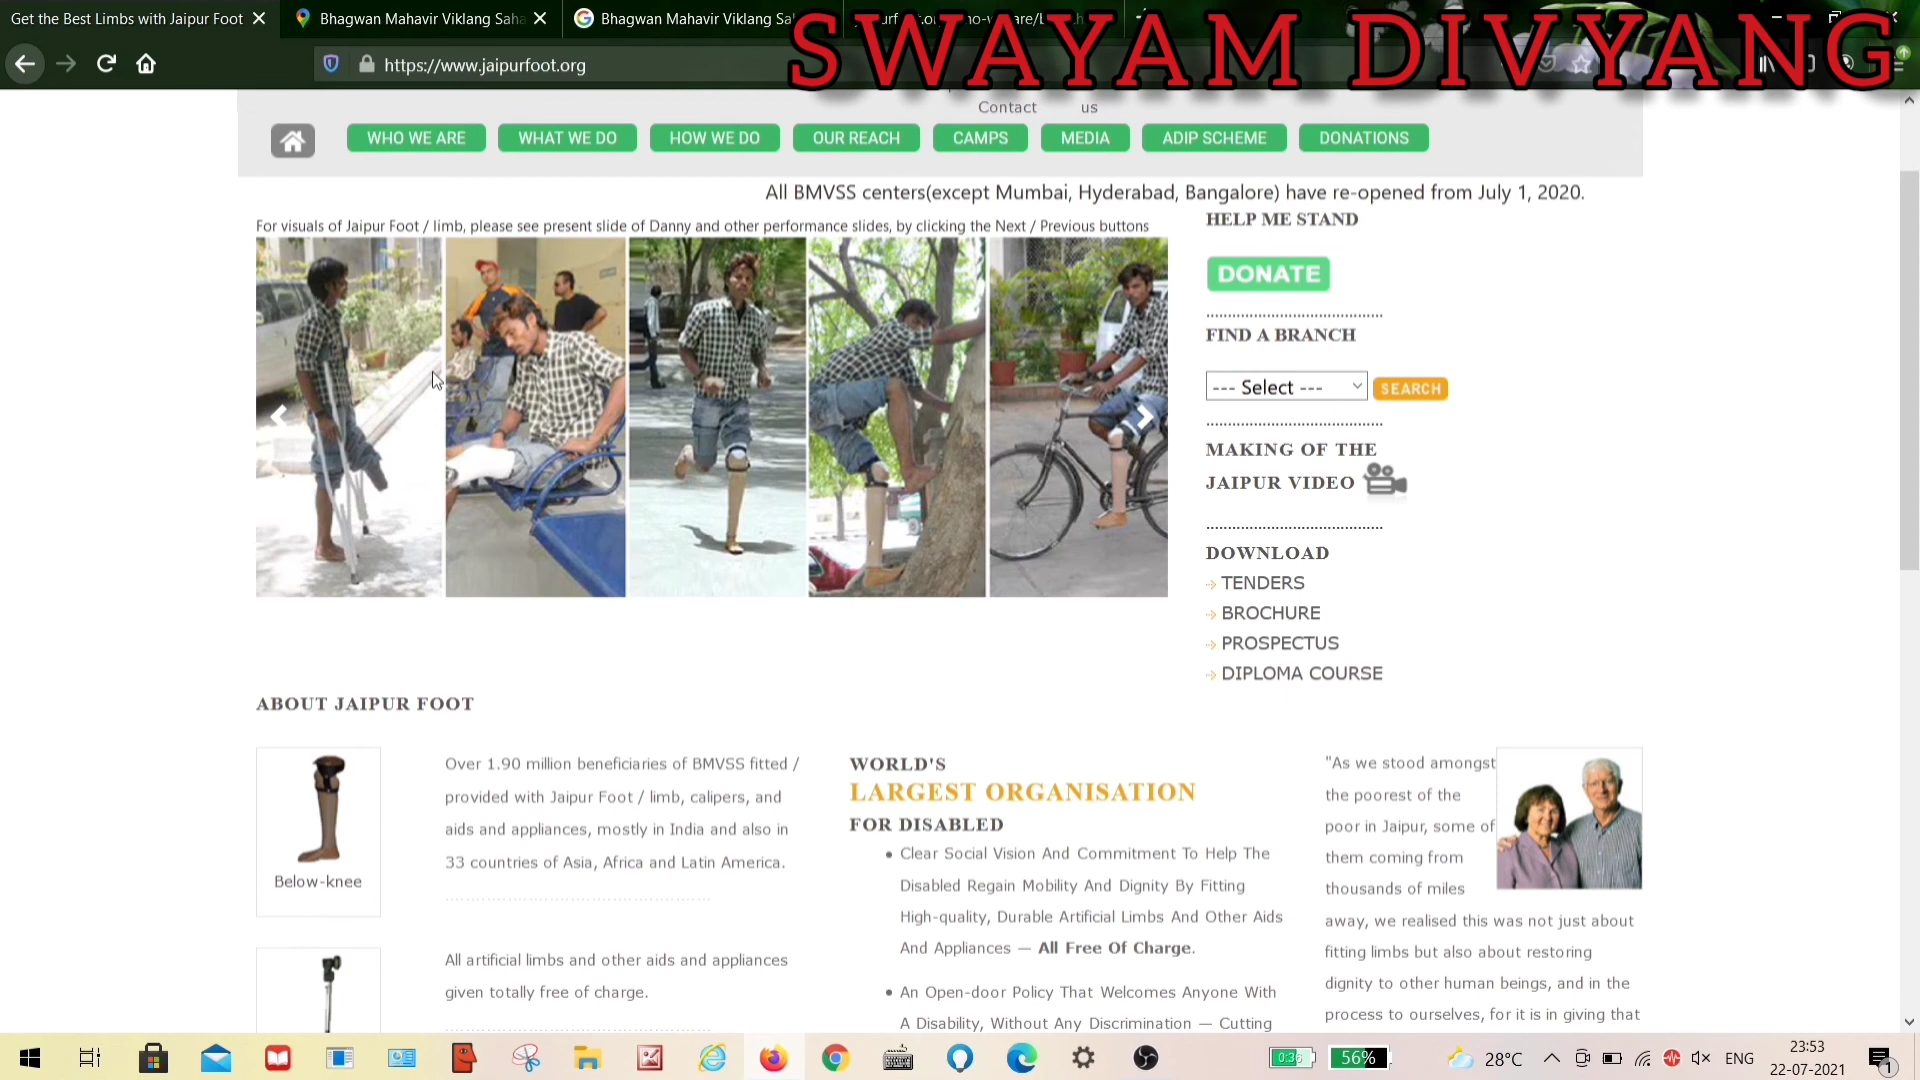 Get the Best Limbs with Jaipur Foot
Bhagwan Mahavir Viklang Saha
Bhagwan Mahavir Viklang Sa
SWAYAM DIVYANG
https://www.jaipurfoot.org
Contact us
WHO WE ARE
WHAT WE DO
HOW WE DO
OUR REACH
CAMPS
MEDIA
ADIP SCHEME
DONATIONS
All BMVSS centers(except Mumbai, Hyderabad, Bangalore) have re-opened from July 1, 2020.
For visuals of Jaipur Foot / limb, please see present slide of Danny and other performance slides, by clicking the Next / Previous buttons
HELP ME STAND
DONATE
FIND A BRANCH
--- Select ---
SEARCH
MAKING OF THE
JAIPUR VIDEO
DOWNLOAD
TENDERS
BROCHURE
PROSPECTUS
DIPLOMA COURSE
ABOUT JAIPUR FOOT
Below-knee
Over 1.90 million beneficiaries of BMVSS fitted /
provided with Jaipur Foot / limb, calipers, and
aids and appliances, mostly in India and also in
33 countries of Asia, Africa and Latin America.
All artificial limbs and other aids and appliances
given totally free of charge.
WORLD'S
LARGEST ORGANISATION
FOR DISABLED
Clear Social Vision And Commitment To Help The
Disabled Regain Mobility And Dignity By Fitting
High-quality, Durable Artificial Limbs And Other Aids
And Appliances — All Free Of Charge.
An Open-door Policy That Welcomes Anyone With
A Disability, Without Any Discrimination — Cutting
"As we stood amongst
the poorest of the
poor in Jaipur, some of
them coming from
thousands of miles
away, we realised this was not just about
fitting limbs but also about restoring
dignity to other human beings, and in the
process to ourselves, for it is in giving that
0:36
56%
28°C
ENG
23:53
22-07-2021
1